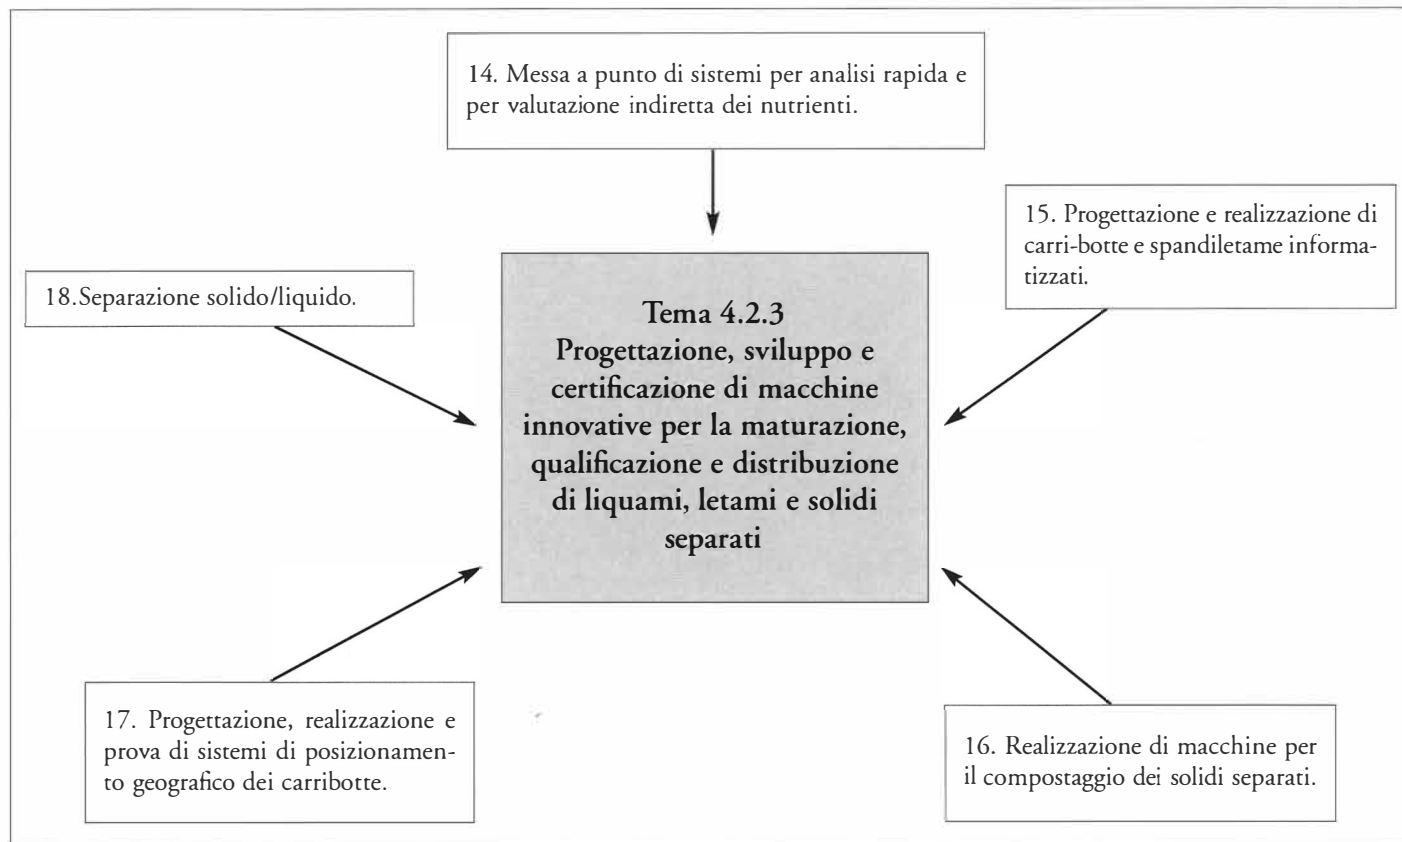 14. Messa a punto di sistemi per analisi rapida e
per valutazione indiretta dei nutrienti.
15. Progettazione e realizzazione di
carri-botte e spandiletame informa-
tizzati.
18.Separazione solido/liquido.
Tema 4.2.3
Progettazione, sviluppo e
certificazione di macchine
innovative per la maturazione,
qualificazione e distribuzione
di liquami, letami e solidi
separati
17. Progettazione, realizzazione e
prova di sistemi di posizionamen-
to geografico dei carribotte.
16. Realizzazione di macchine per
il compostaggio dei solidi separati.